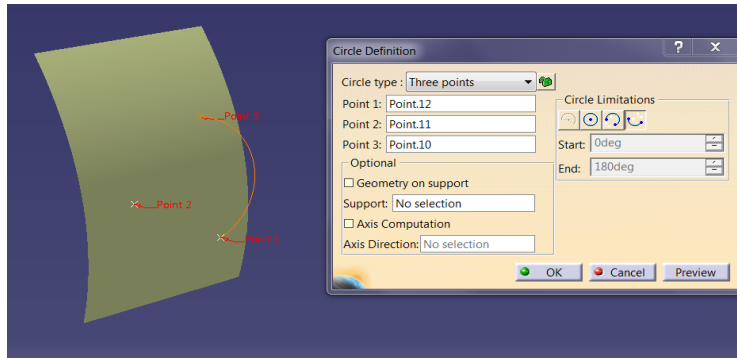 Point 3
Point 2
Point 1
Circle Definition
? X
Circle type : Three points
Point 1: Point.12
Point 2: Point.11
Point 3: Point.10
Circle Limitations
Start: 0deg
End: 180deg
Optional
Geometry on support
Support: No selection
Axis Computation
Axis Direction: No selection
OK Cancel Preview